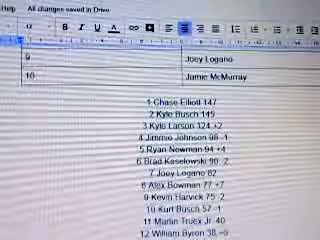 Help All changes saved in Drive
12 B I U A
9 Joey Logano
10 Jamie McMurray
1 Chase Elliott 147
2 Kyle Busch 145
3 Kyle Larson 124 +2
4 Jimmie Johnson 98 -1
5 Ryan Newman 94 +4
6 Brad Keselowski 90 -2
7 Joey Logano 82
8 Alex Bowman 77 +7
9 Kevin Harvick 75 -2
10 Kurt Busch 57 -1
11 Martin Truex Jr. 40
12 William Byron 38